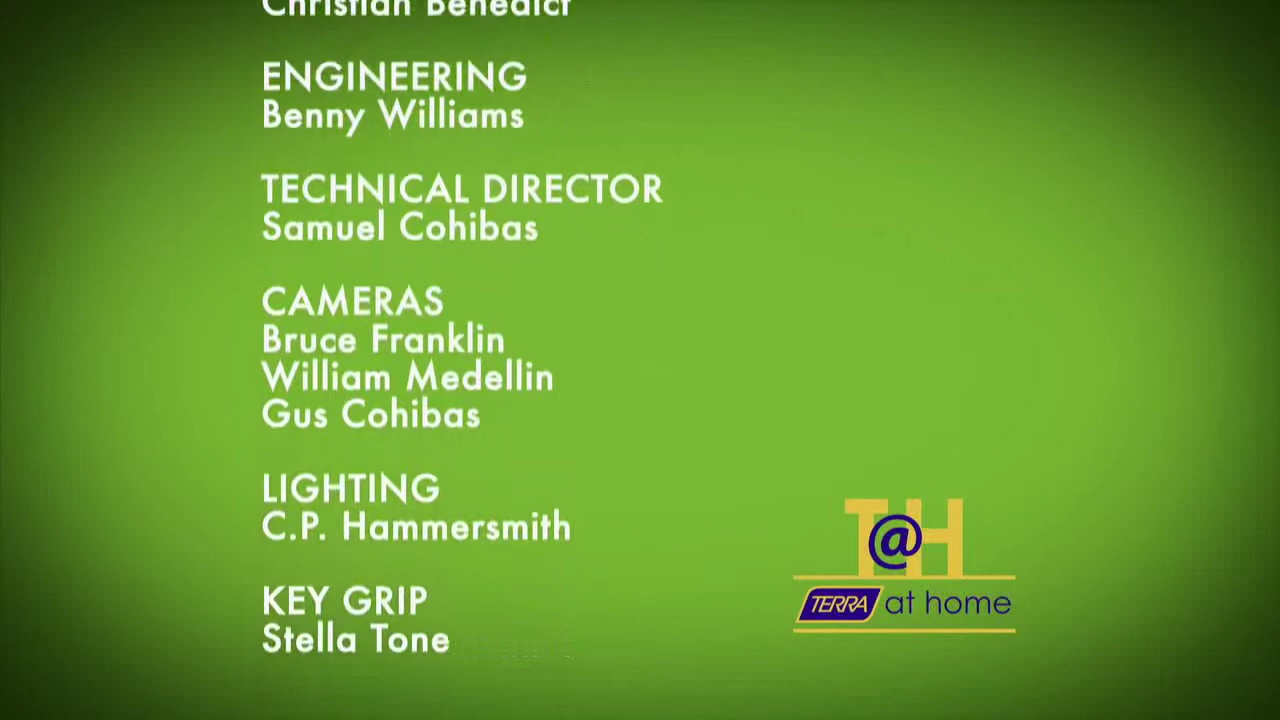 Christian Benedict
ENGINEERING
Benny Williams
TECHNICAL DIRECTOR
Samuel Cohibas
CAMERAS
Bruce Franklin
William Medellin
Gus Cohibas
LIGHTING
C.P. Hammersmith
KEY GRIP
Stella Tone
T@H
TERRA at home